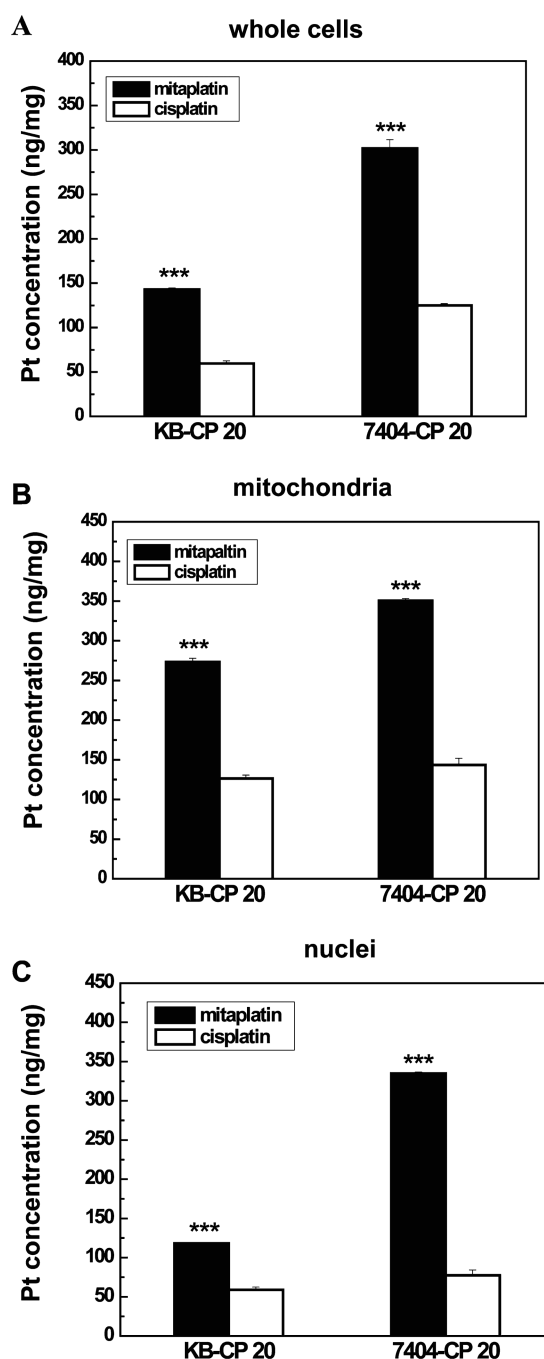 A
whole cells
Pt concentration (ng/mg)
400
350
300
250
200
150
100
50
0
mitaplatin
cisplatin
***
***
KB-CP 20
7404-CP 20
B
mitochondria
Pt concentration (ng/mg)
450
400
350
300
250
200
150
100
50
0
mitapaltin
cisplatin
***
***
KB-CP 20
7404-CP 20
C
nuclei
Pt concentration (ng/mg)
450
400
350
300
250
200
150
100
50
0
mitaplatin
cisplatin
***
***
KB-CP 20
7404-CP 20